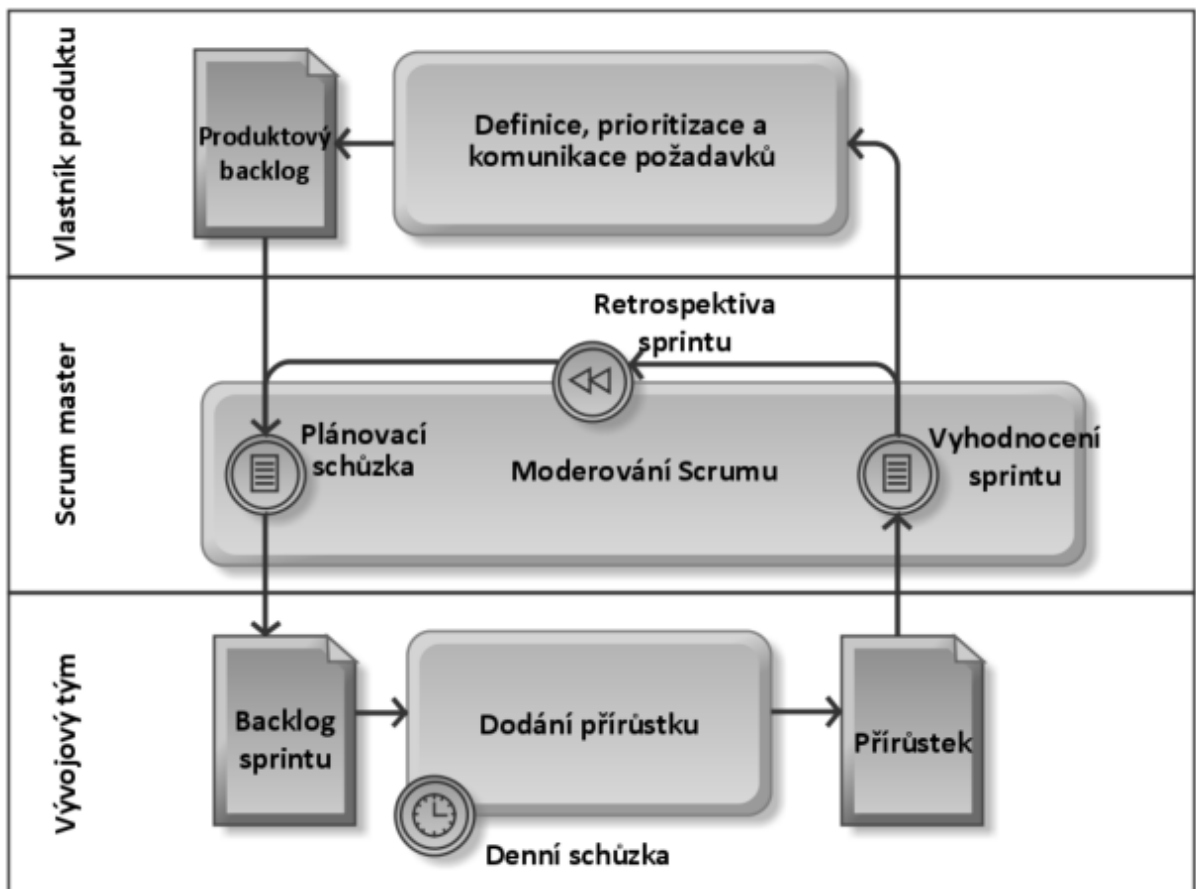 Vlastník produktu
Produktový
backlog
Definice, prioritizace a
komunikace požadavků
Scrum master
Retrospektiva
sprintu
Plánovací
schůzka
Moderování Scrumu
Vyhodnocení
sprintu
Vývojový tým
Backlog
sprintu
Dodání přírůstku
Přírůstek
Denní schůzka